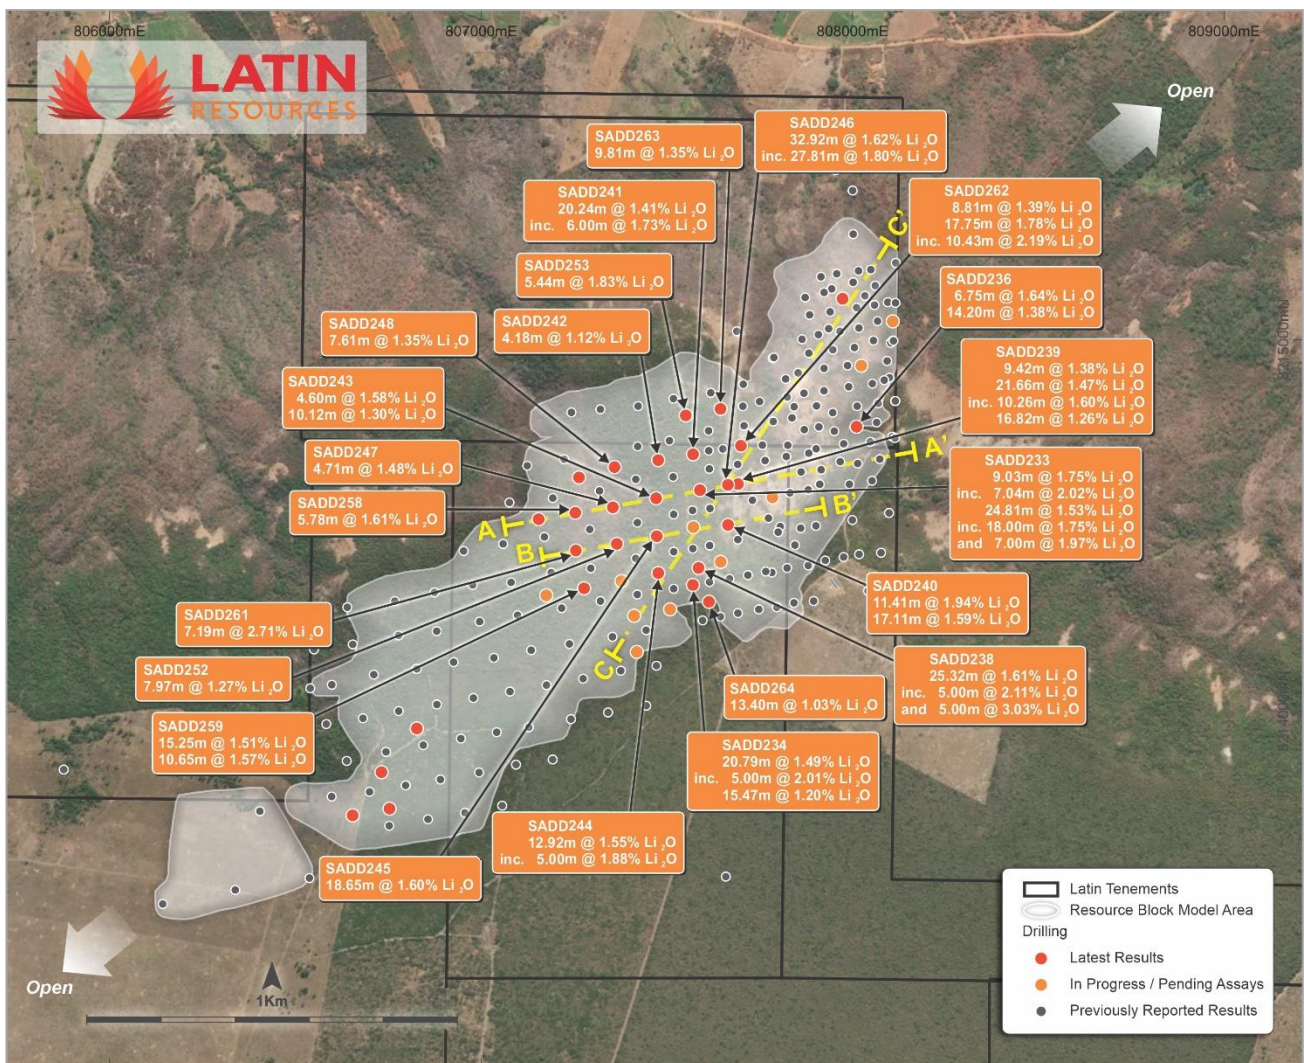 806000mE
807000mE
808000mE
809000mE
LATIN
RESOURCES
Open
SADD263
9.81m @ 1.35% Li₂O
SADD246
32.92m @ 1.62% Li₂O
inc. 27.81m @ 1.80% Li₂O
SADD241
20.24m @ 1.41% Li₂O
inc. 6.00m @ 1.73% Li₂O
SADD262
8.81m @ 1.39% Li₂O
17.75m @ 1.78% Li₂O
inc. 10.43m @ 2.19% Li₂O
SADD253
5.44m @ 1.83% Li₂O
SADD236
6.75m @ 1.64% Li₂O
14.20m @ 1.38% Li₂O
SADD248
7.61m @ 1.35% Li₂O
SADD242
4.18m @ 1.12% Li₂O
SADD239
9.42m @ 1.38% Li₂O
21.66m @ 1.47% Li₂O
inc. 10.26m @ 1.60% Li₂O
16.82m @ 1.26% Li₂O
SADD243
4.60m @ 1.58% Li₂O
10.12m @ 1.30% Li₂O
SADD247
4.71m @ 1.48% Li₂O
SADD233
9.03m @ 1.75% Li₂O
inc. 7.04m @ 2.02% Li₂O
24.81m @ 1.53% Li₂O
inc. 18.00m @ 1.75% Li₂O
and 7.00m @ 1.97% Li₂O
SADD258
5.78m @ 1.61% Li₂O
C'
A'
A
B'
B
C
SADD240
11.41m @ 1.94% Li₂O
17.11m @ 1.59% Li₂O
SADD261
7.19m @ 2.71% Li₂O
SADD238
25.32m @ 1.61% Li₂O
inc. 5.00m @ 2.11% Li₂O
and 5.00m @ 3.03% Li₂O
SADD252
7.97m @ 1.27% Li₂O
SADD264
13.40m @ 1.03% Li₂O
SADD259
15.25m @ 1.51% Li₂O
10.65m @ 1.57% Li₂O
SADD234
20.79m @ 1.49% Li₂O
inc. 5.00m @ 2.01% Li₂O
15.47m @ 1.20% Li₂O
SADD244
12.92m @ 1.55% Li₂O
inc. 5.00m @ 1.88% Li₂O
SADD245
18.65m @ 1.60% Li₂O
Open
1Km
Latin Tenements
Resource Block Model Area
Drilling
Latest Results
In Progress / Pending Assays
Previously Reported Results